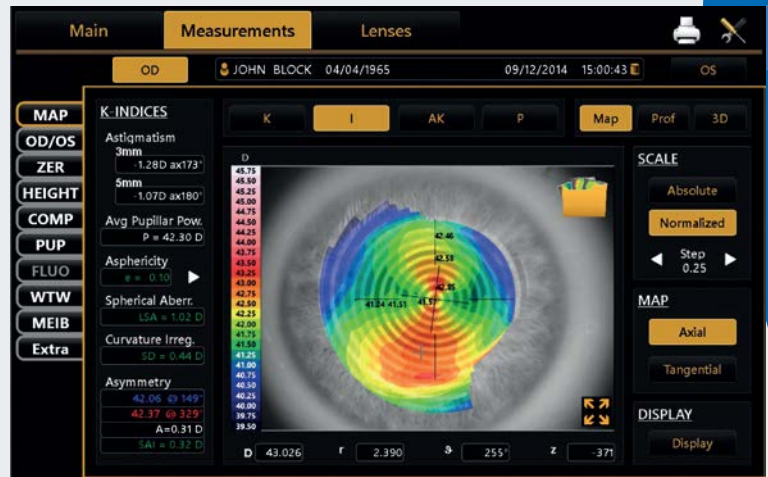 Main Measurements Lenses
OD JOHN BLOCK 04/04/1965 09/12/2014 15:00:43 OS
MAP
OD/OS
ZER
HEIGHT
COMP
PUP
FLUO
WTW
MEIB
Extra
K-INDICES
Astigmatism
3mm
-1.28D ax173°
5mm
-1.07D ax180°
Avg Pupillar Pow.
P = 42.30 D
Asphericity
e = 0.10
Spherical Aberr.
LSA = 1.02 D
Curvature Irreg.
SD = 0.44 D
Asymmetry
42.06 @ 149°
42.37 @ 329°
A=0.31 D
SAI = 0.32 D
K I AK P Map Prof 3D
D
45.75
45.50
45.25
45.00
44.75
44.50
44.25
44.00
43.75
43.50
43.25
43.00
42.75
42.50
42.25
42.00
41.75
41.50
41.25
41.00
40.75
40.50
40.25
40.00
39.75
39.50
42.46
42.58
42.85
41.24 41.51
D 43.026 r 2.390 ϑ 255° z -371
SCALE
Absolute
Normalized
Step
0.25
MAP
Axial
Tangential
DISPLAY
Display